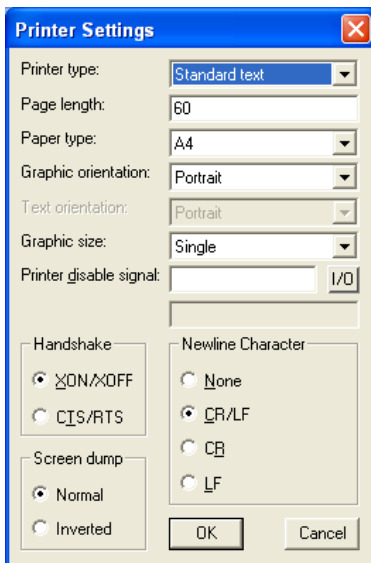 Printer Settings
Printer type: Standard text
Page length: 60
Paper type: A4
Graphic orientation: Portrait
Text orientation: Portrait
Graphic size: Single
Printer disable signal: I/O
Handshake
XON/XOFF
CTS/RTS
Screen dump
Normal
Inverted
Newline Character
None
CR/LF
CR
LF
OK Cancel